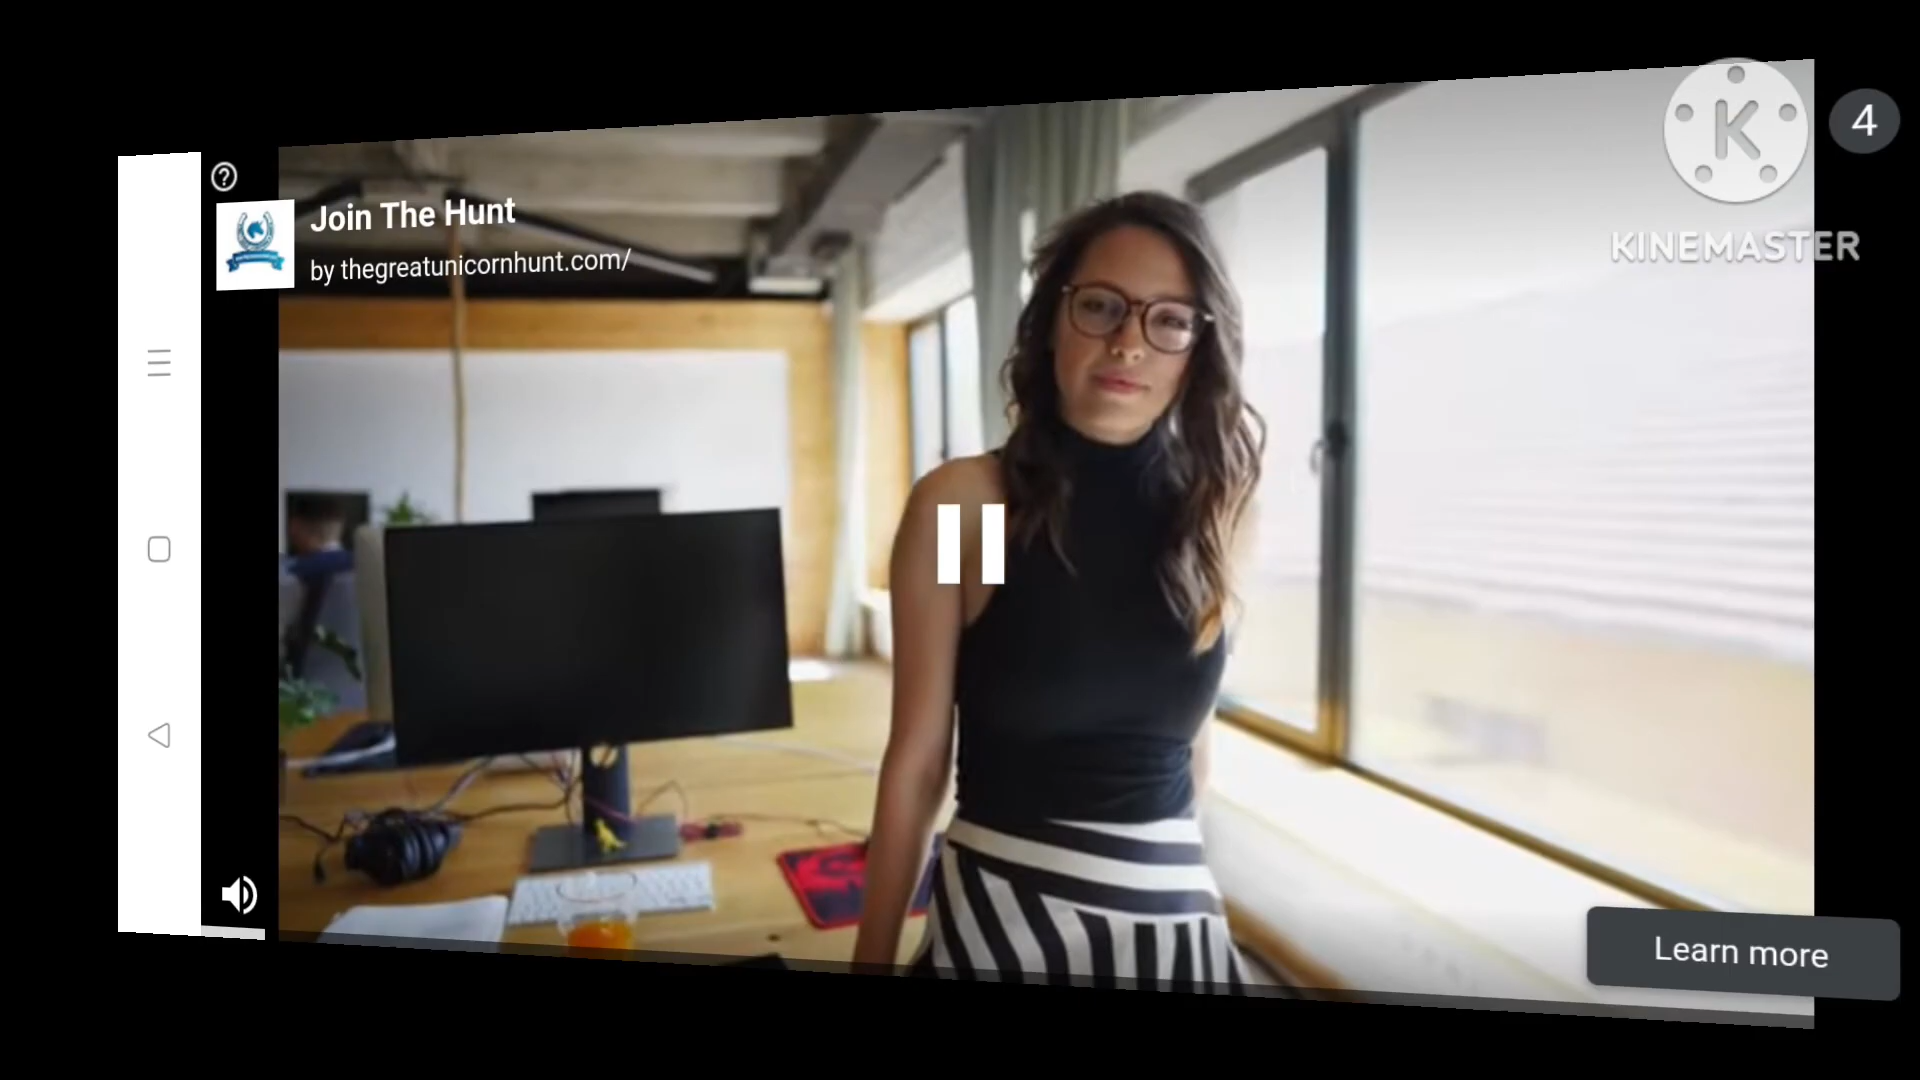 Join The Hunt
by thegreatunicornhunt.com/
K
KINEMASTER
4
Learn more